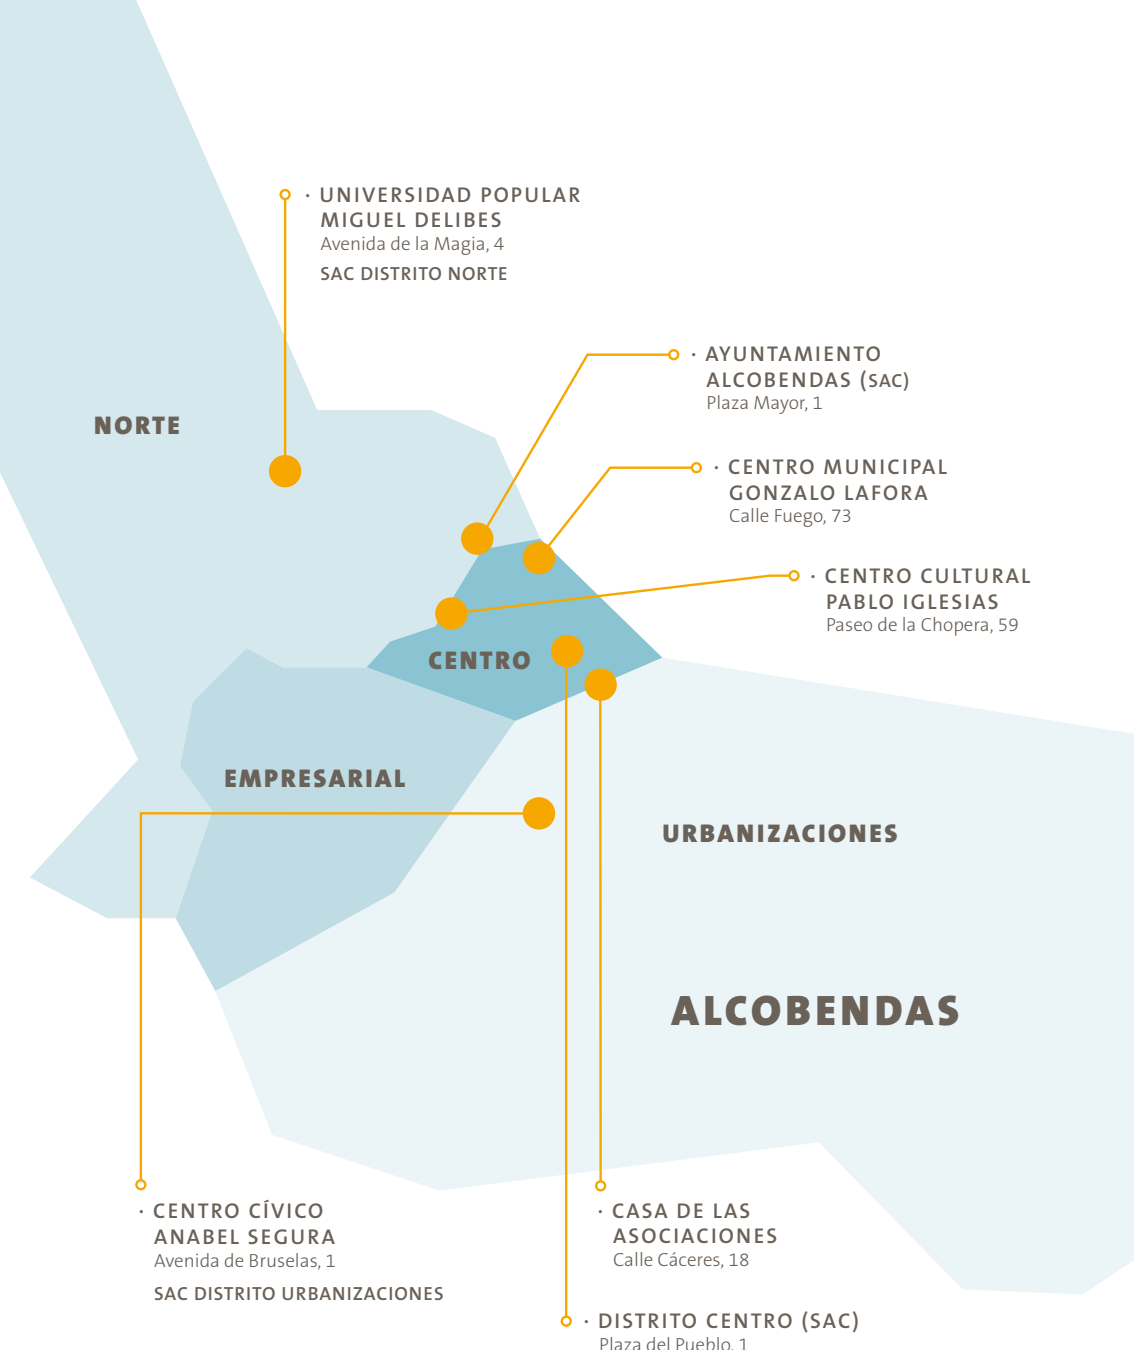 · UNIVERSIDAD POPULAR
MIGUEL DELIBES
Avenida de la Magia, 4
SAC DISTRITO NORTE
· AYUNTAMIENTO
ALCOBENDAS (SAC)
Plaza Mayor, 1
NORTE
· CENTRO MUNICIPAL
GONZALO LAFORA
Calle Fuego, 73
· CENTRO CULTURAL
PABLO IGLESIAS
Paseo de la Chopera, 59
CENTRO
EMPRESARIAL
URBANIZACIONES
ALCOBENDAS
· CENTRO CÍVICO
ANABEL SEGURA
Avenida de Bruselas, 1
SAC DISTRITO URBANIZACIONES
· CASA DE LAS
ASOCIACIONES
Calle Cáceres, 18
· DISTRITO CENTRO (SAC)
Plaza del Pueblo, 1